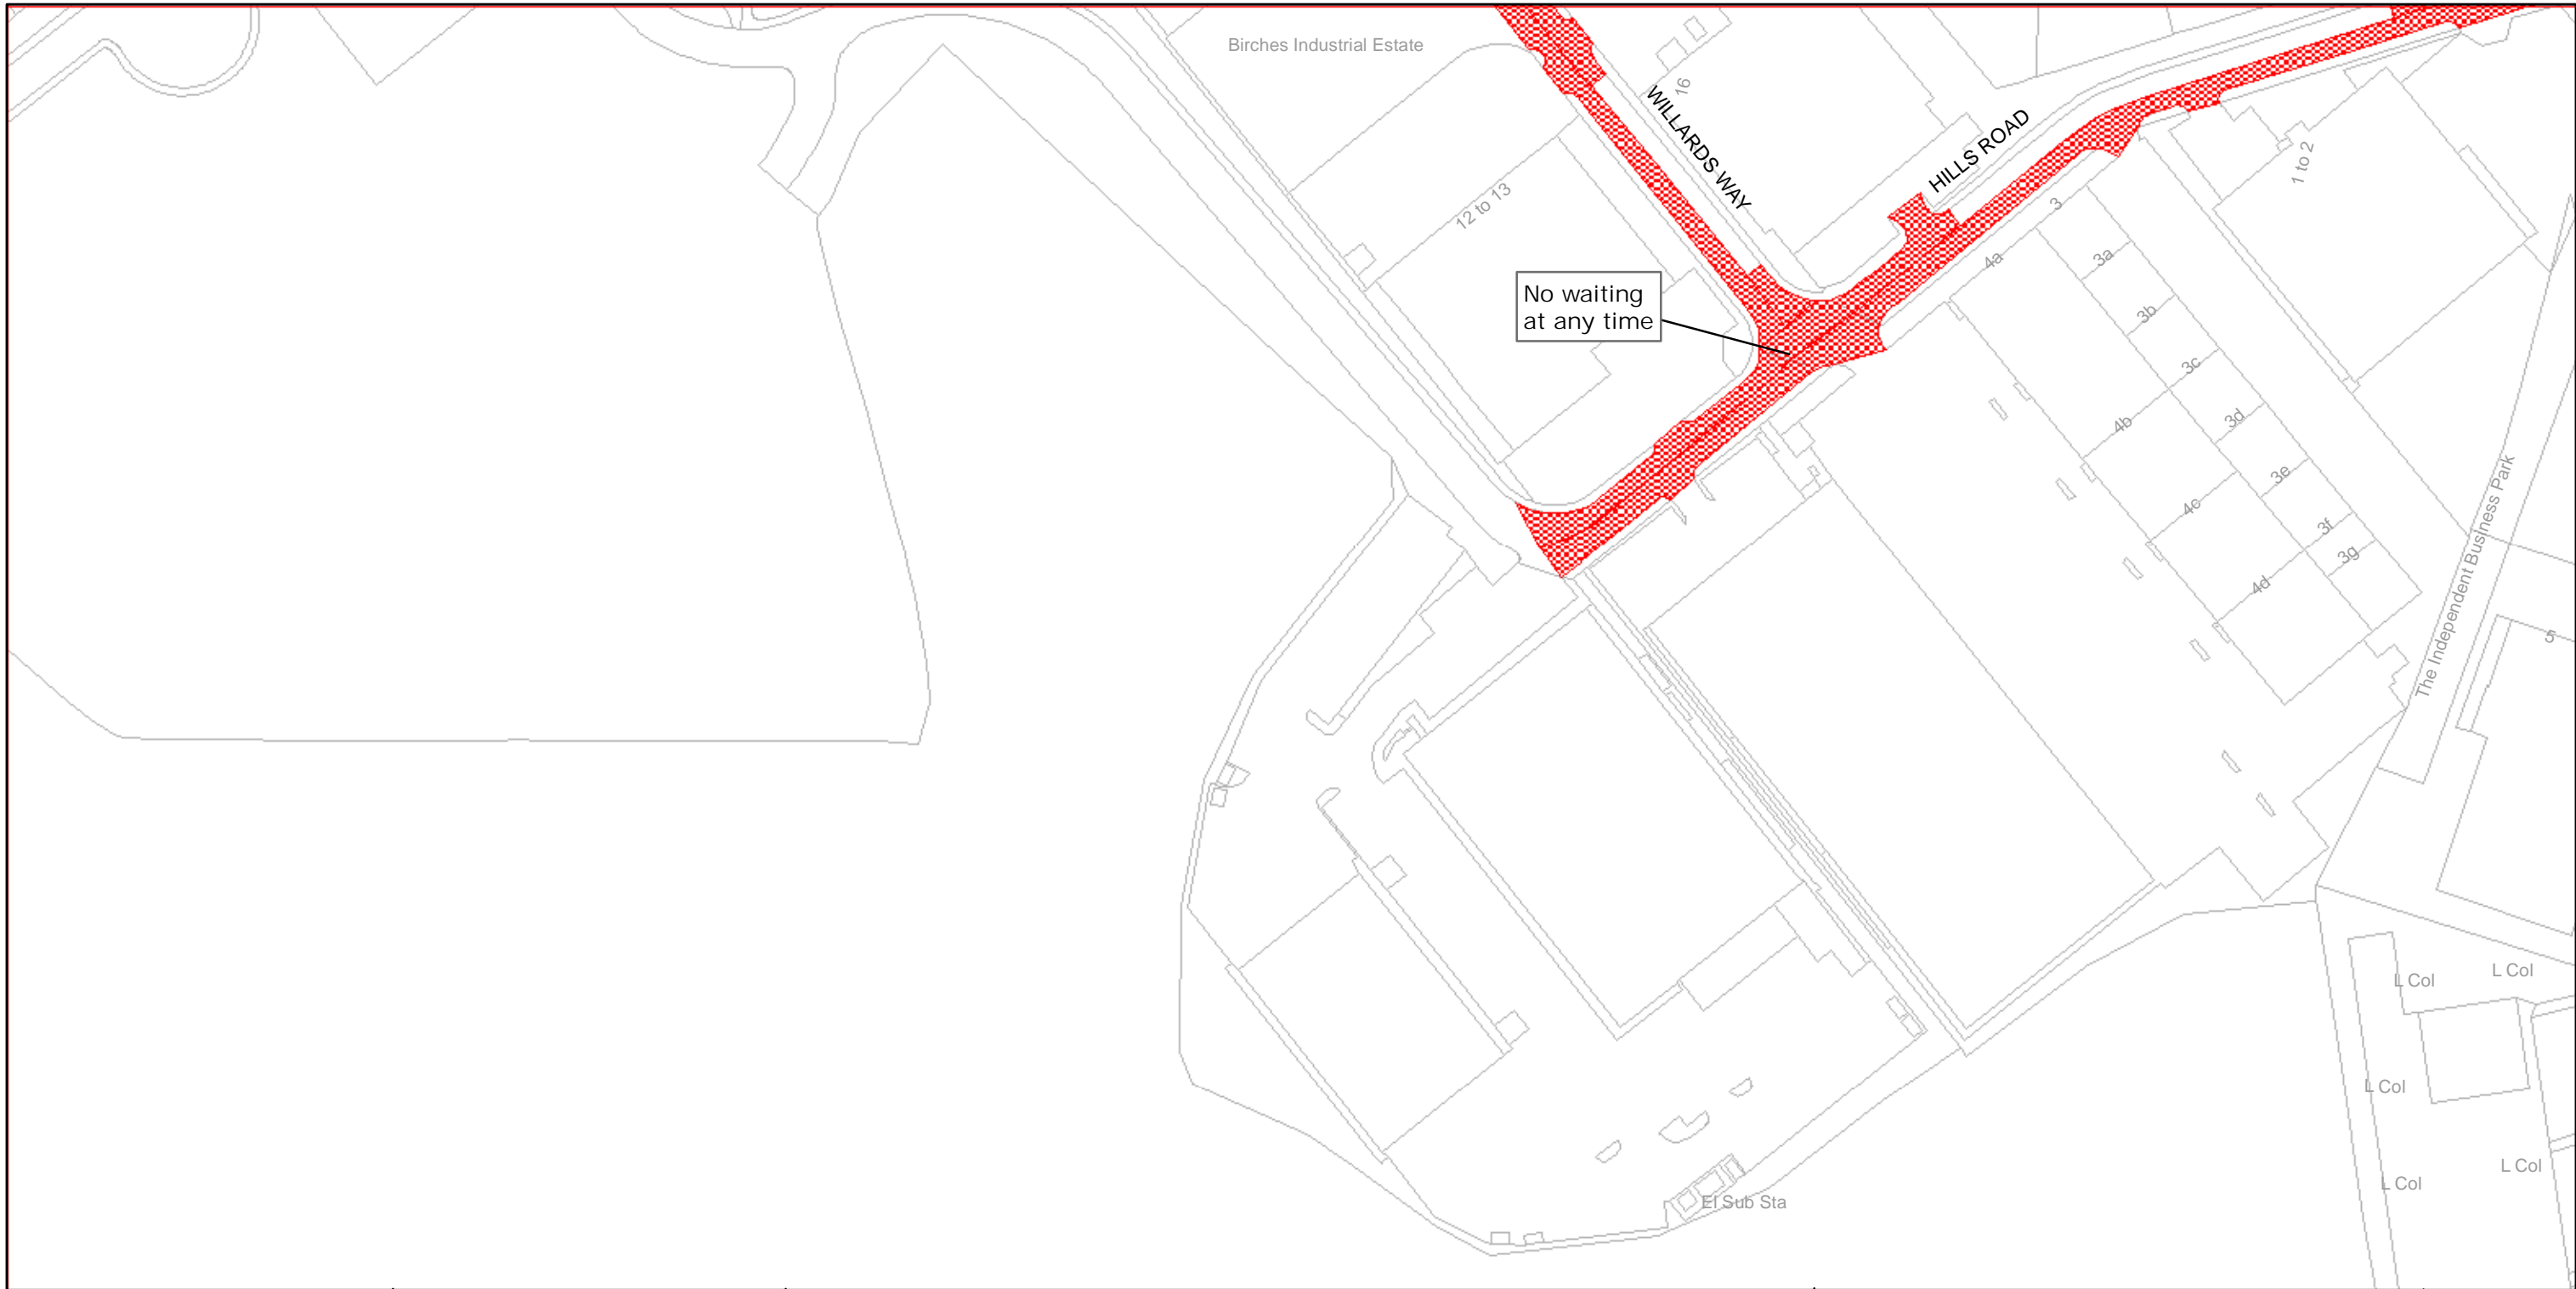 Birches Industrial Estate
16
WILLARDS WAY
HILLS ROAD
1 to 2
12 to 13
3
4a
3a
No waiting
at any time
3b
3c
4b
3d
3e
4c
3f
3g
4d
The Independent Business Park
5
L Col
L Col
L Col
L Col
L Col
El Sub Sta